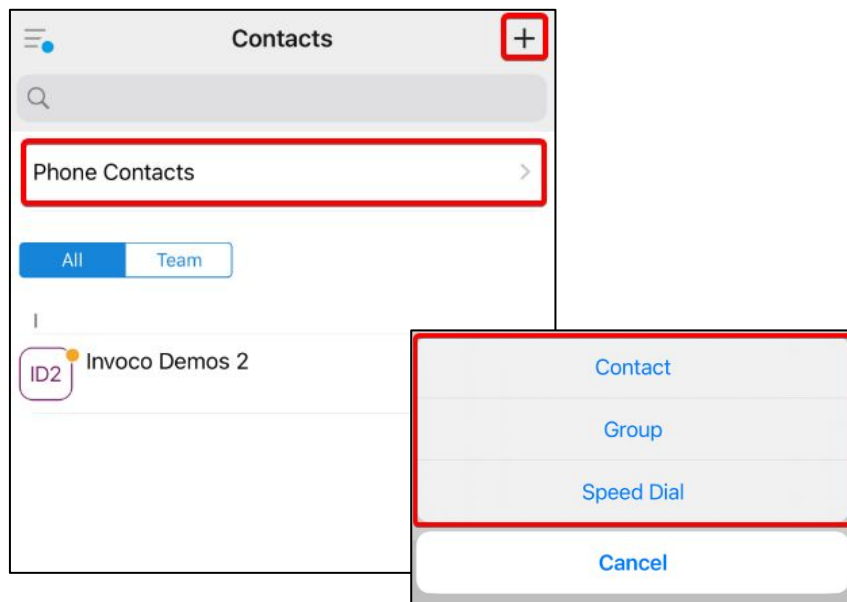 Contacts
Phone Contacts
All Team
I
ID2 Invoco Demos 2
Contact
Group
Speed Dial
Cancel